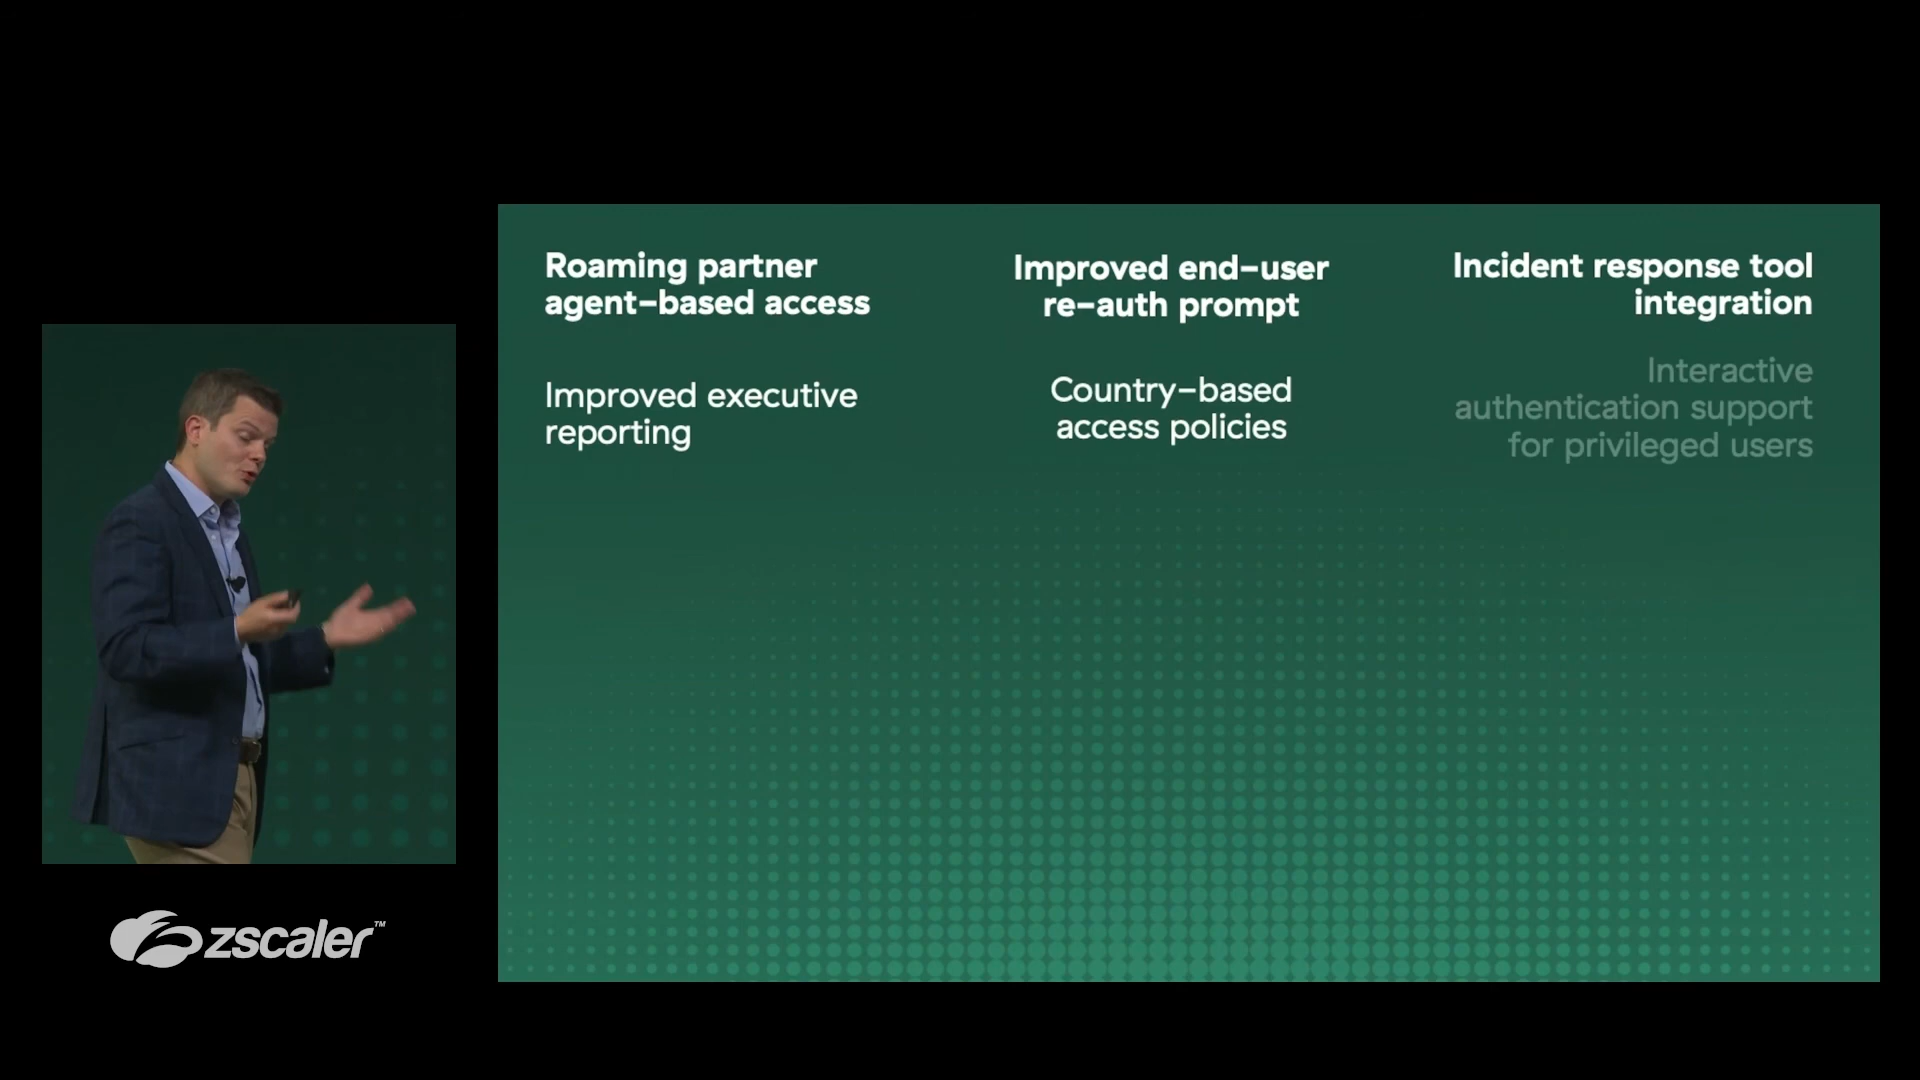 Roaming partner
agent-based access
Improved end-user
re-auth prompt
Incident response tool
integration
Improved executive
reporting
Country-based
access policies
Interactive
authentication support
for privileged users
zscaler™